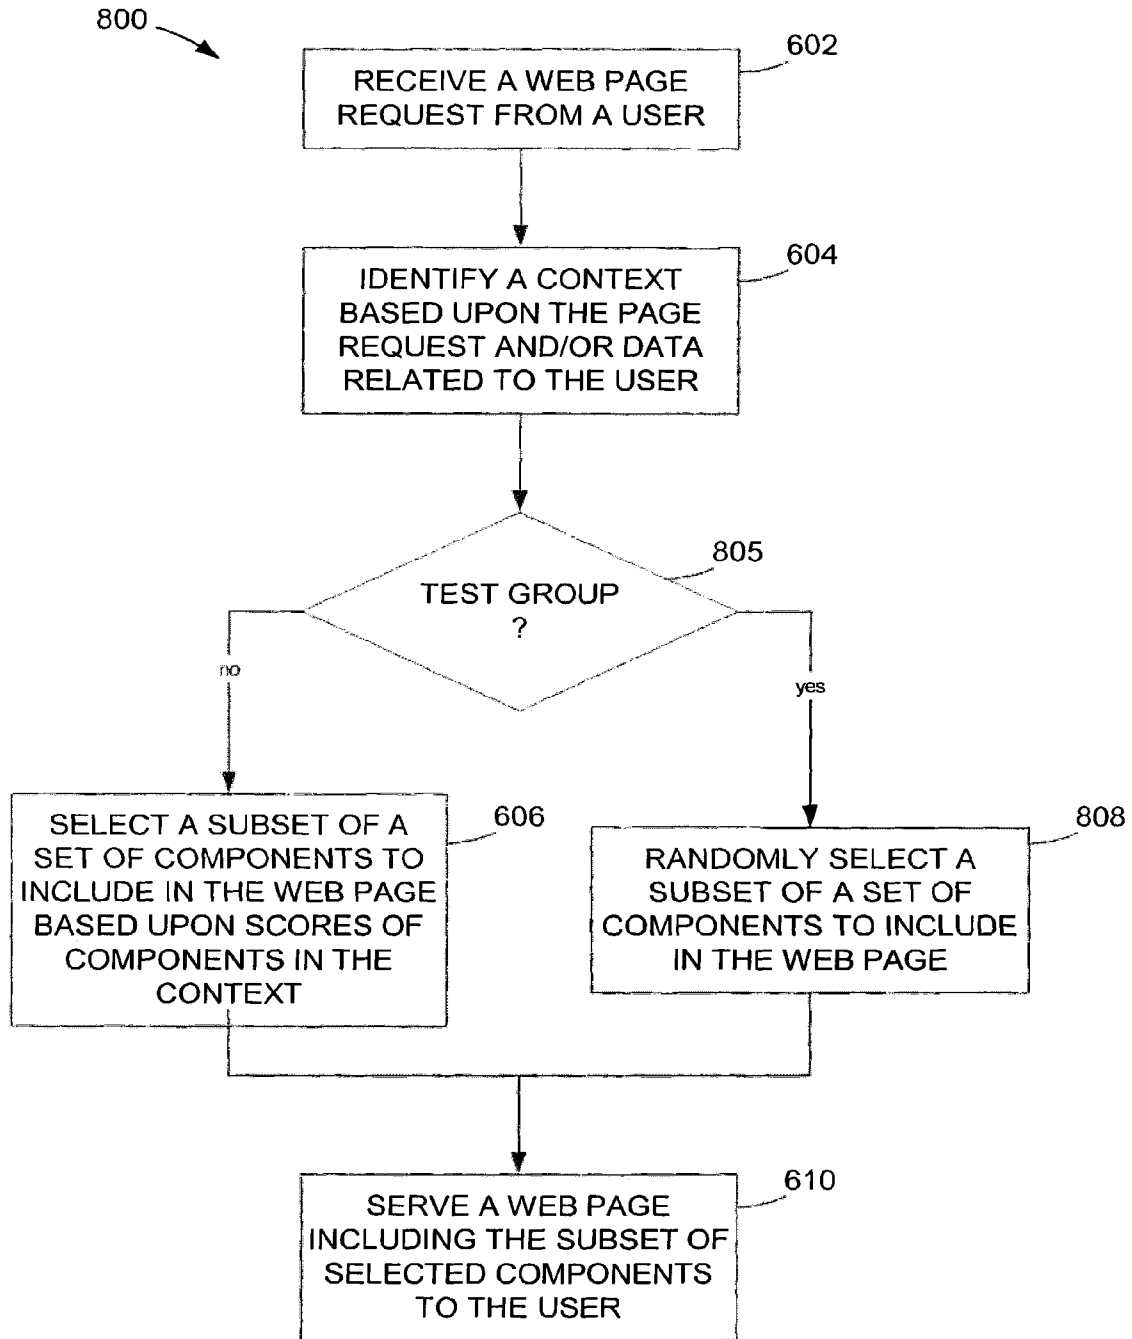 800
602
RECEIVE A WEB PAGE
REQUEST FROM A USER
604
IDENTIFY A CONTEXT
BASED UPON THE PAGE
REQUEST AND/OR DATA
RELATED TO THE USER
805
TEST GROUP
?
no
yes
606
SELECT A SUBSET OF A
SET OF COMPONENTS TO
INCLUDE IN THE WEB PAGE
BASED UPON SCORES OF
COMPONENTS IN THE
CONTEXT
808
RANDOMLY SELECT A
SUBSET OF A SET OF
COMPONENTS TO INCLUDE
IN THE WEB PAGE
610
SERVE A WEB PAGE
INCLUDING THE SUBSET OF
SELECTED COMPONENTS
TO THE USER